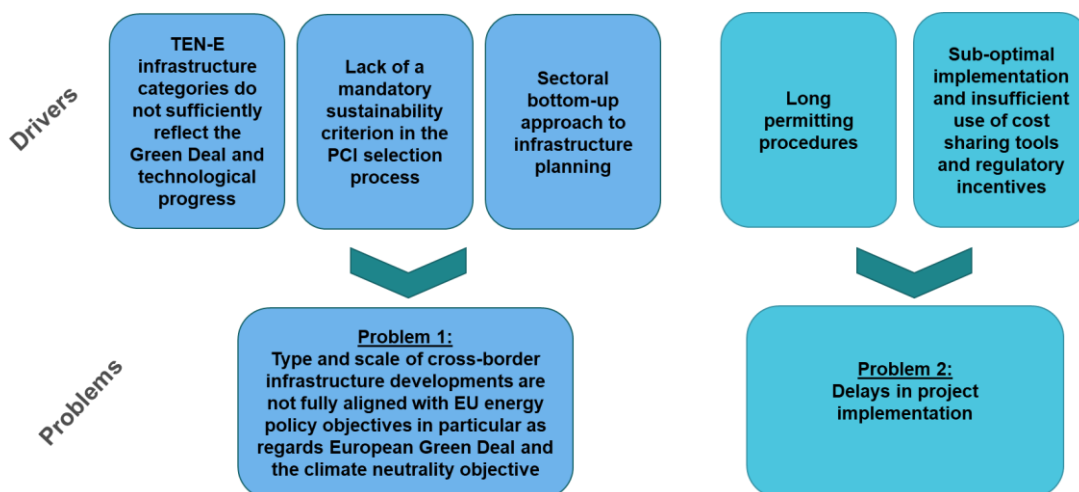 Drivers
TEN-E
infrastructure
categories do
not sufficiently
reflect the
Green Deal and
technological
progress
Lack of a
mandatory
sustainability
criterion in the
PCI selection
process
Sectoral
bottom-up
approach to
infrastructure
planning
Long
permitting
procedures
Sub-optimal
implementation
and insufficient
use of cost
sharing tools
and regulatory
incentives
Problems
Problem 1:
Type and scale of cross-border
infrastructure developments are
not fully aligned with EU energy
policy objectives in particular as
regards European Green Deal and
the climate neutrality objective
Problem 2:
Delays in project
implementation